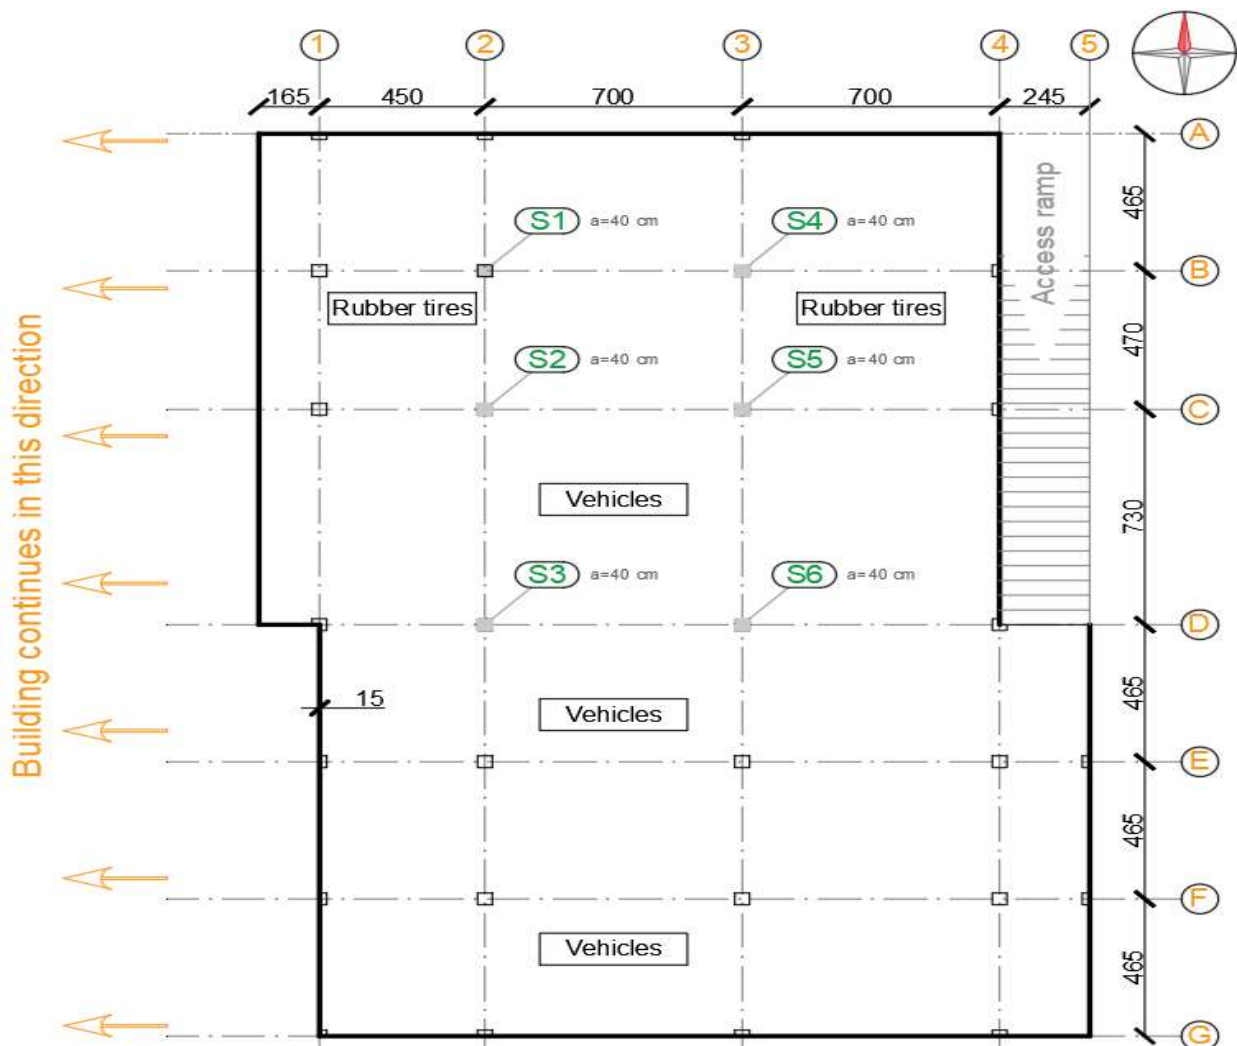 1 2 3 4 5
165 450 700 700 245
A
465
Access ramp
S1 a=40 cm S4 a=40 cm
B
Rubber tires Rubber tires
470
S2 a=40 cm S5 a=40 cm
C
Building continues in this direction
Vehicles
730
S3 a=40 cm S6 a=40 cm
D
465
15
Vehicles
E
465
F
Vehicles
465
G